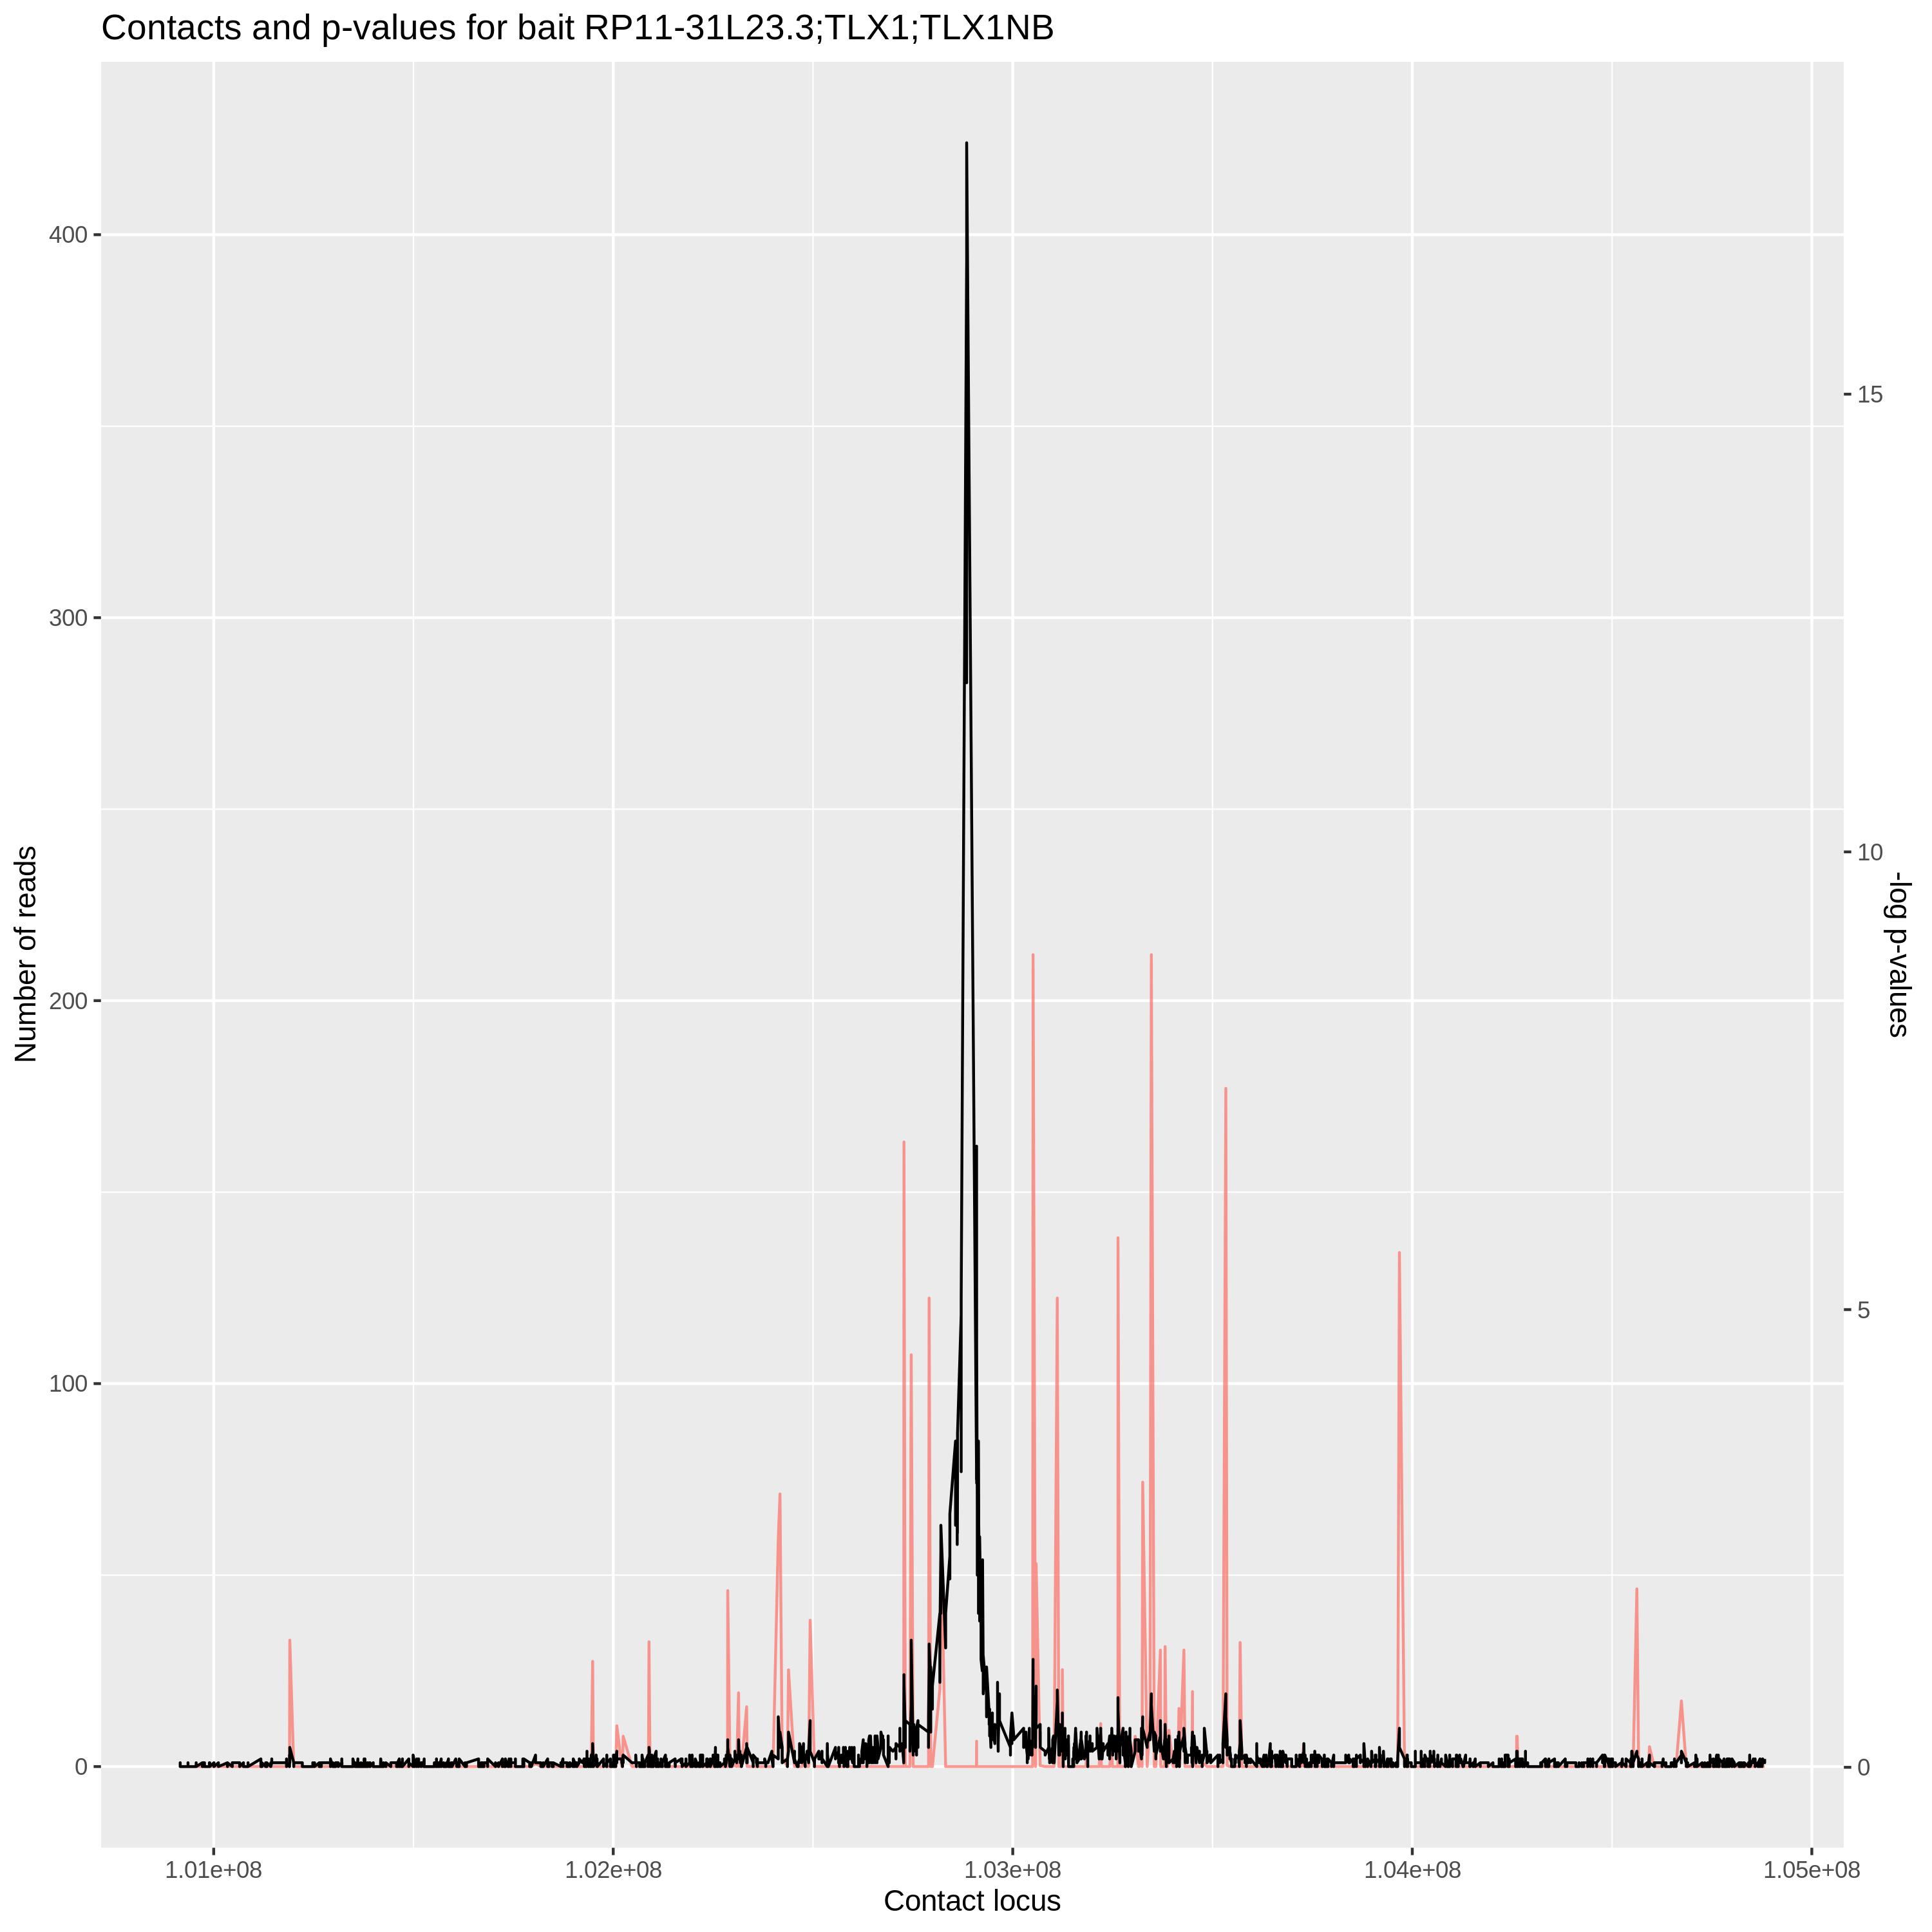 Contacts and p-values for bait RP11-31L23.3;TLX1;TLX1NB
400
300
200
100
0
Number of reads
15
10
5
0
-log p-values
1.01e+08
1.02e+08
1.03e+08
1.04e+08
1.05e+08
Contact locus